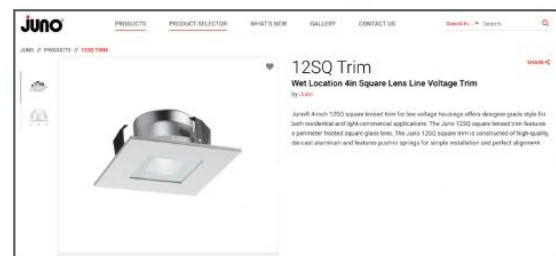 JUNO
PRODUCTS PRODUCT SELECTOR WHAT'S NEW GALLERY CONTACT US Search In... Search
JUNO // PRODUCTS // 12SQ TRIM
12SQ Trim
SHARE
Wet Location 4in Square Lens Line Voltage Trim
by Juno
Juno® 4-inch 12SQ square lensed trim for low voltage housings offers designer-grade style for
both residential and light commercial applications. The Juno 12SQ square lensed trim features
a perimeter frosted square glass lens. The Juno 12SQ square trim is constructed of high-quality,
die-cast aluminum and features push-in springs for simple installation and perfect alignment